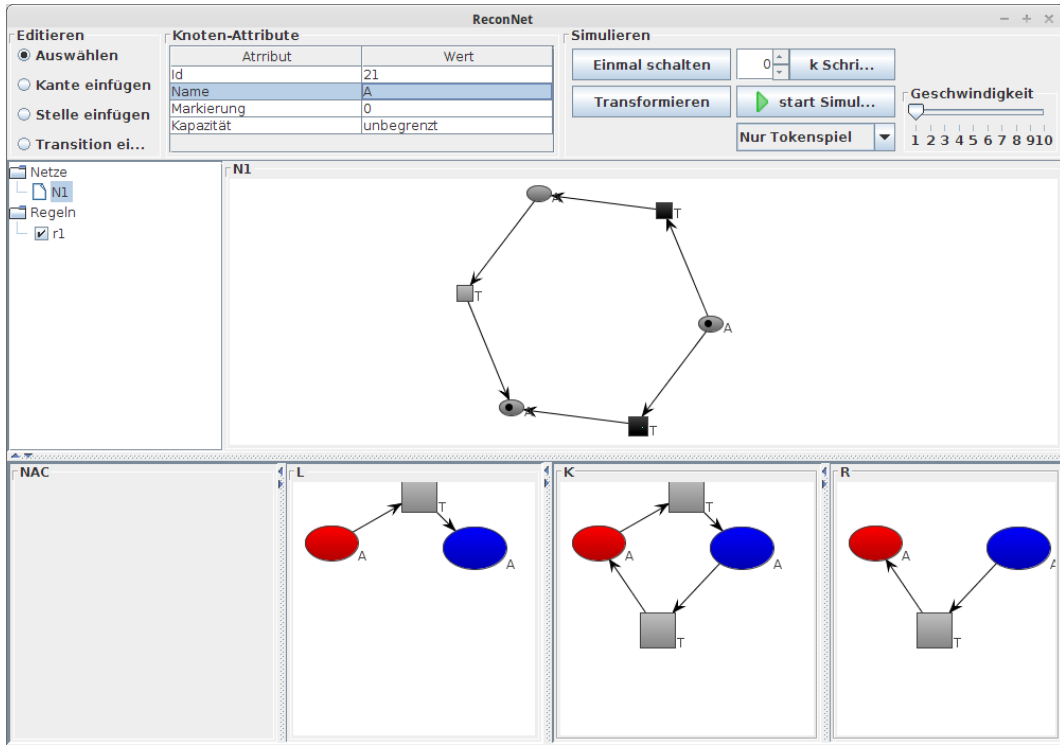 ReconNet
Editieren
Auswählen
Kante einfügen
Stelle einfügen
Transition ei...
Knoten-Attribute
Atrribut Wert
Id 21
Name A
Markierung 0
Kapazität unbegrenzt
Simulieren
Einmal schalten 0 k Schri...
Transformieren start Simul...
Nur Tokenspiel
Geschwindigkeit
1 2 3 4 5 6 7 8 910
Netze
N1
Regeln
r1
N1
A
T
T
A
A
T
NAC
L
T
A
A
K
T
A
A
T
R
A
A
T